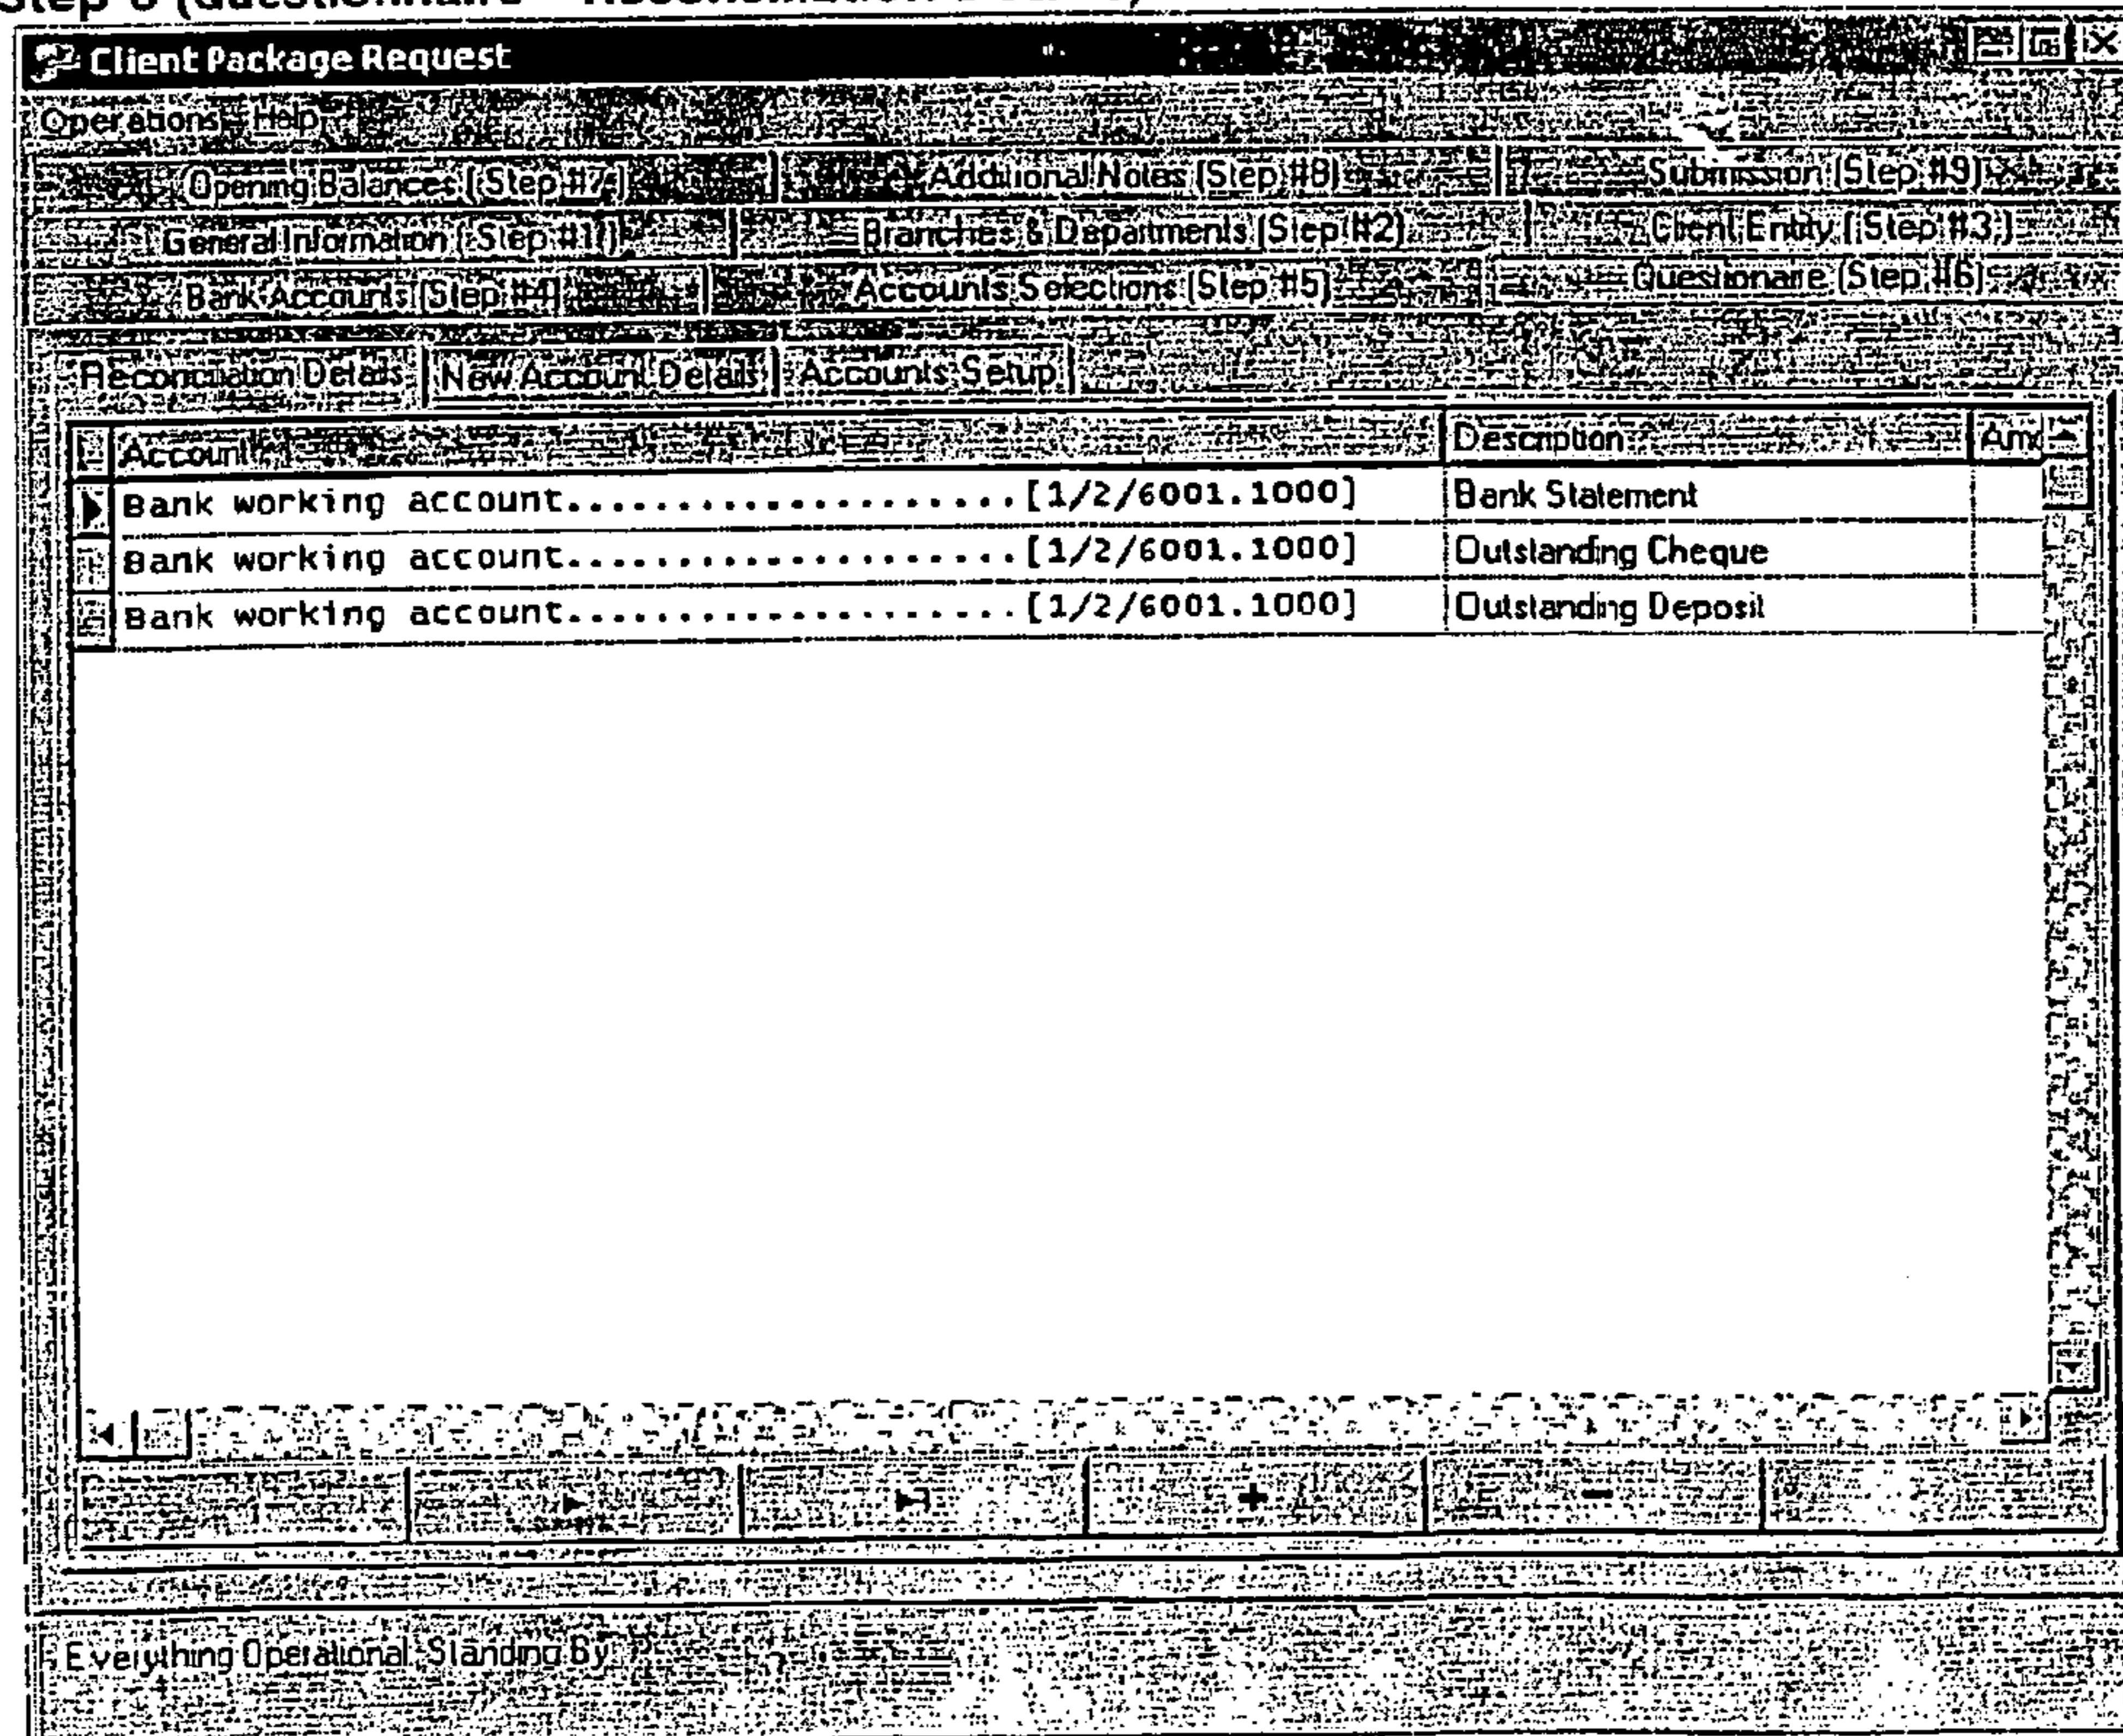 Client Package Request
Operations Help
Opening Balances (Step #7) Additional Notes (Step #8) Submission (Step #9)
General Information (Step #1) Branches & Departments (Step #2) Client Entity (Step #3)
Bank Accounts (Step #4) Accounts Selections (Step #5) Questionare (Step #6)
Reconciliation Details New Account Details Accounts Setup
Account Description Am
Bank working account....................[1/2/6001.1000] Bank Statement
Bank working account....................[1/2/6001.1000] Outstanding Cheque
Bank working account....................[1/2/6001.1000] Outstanding Deposit
Everything Operational. Standing By